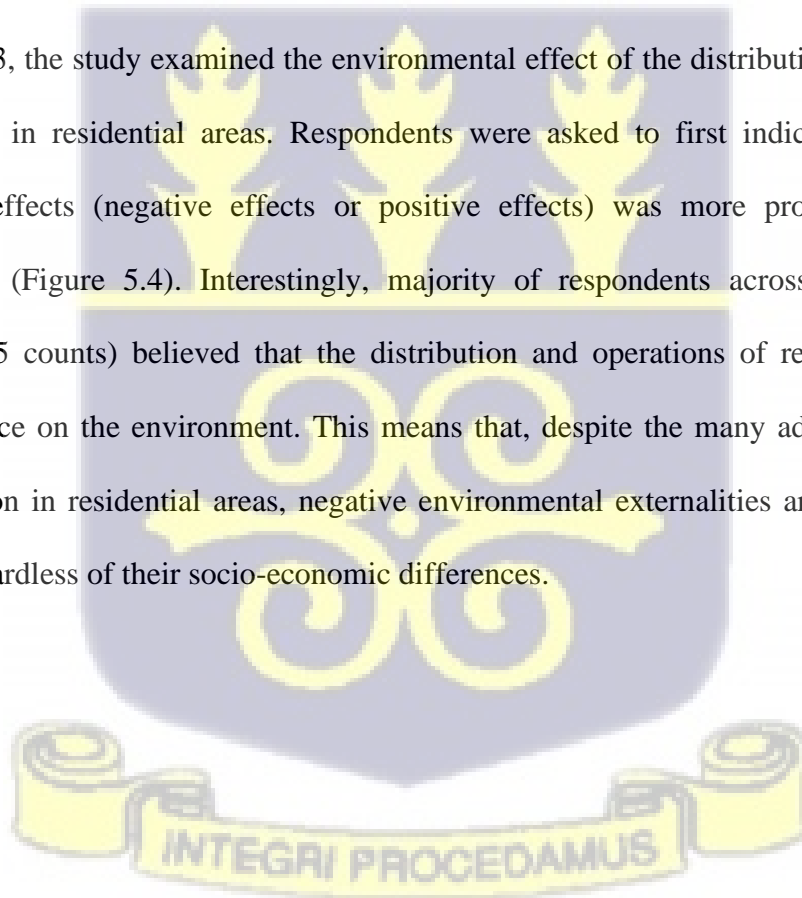 3, the study examined the environmental effect of the distributi
in residential areas. Respondents were asked to first indic
effects (negative effects or positive effects) was more pro
(Figure 5.4). Interestingly, majority of respondents across
5 counts) believed that the distribution and operations of re
ce on the environment. This means that, despite the many ad
on in residential areas, negative environmental externalities ar
ardless of their socio-economic differences.
INTEGRI PROCEDAMUS